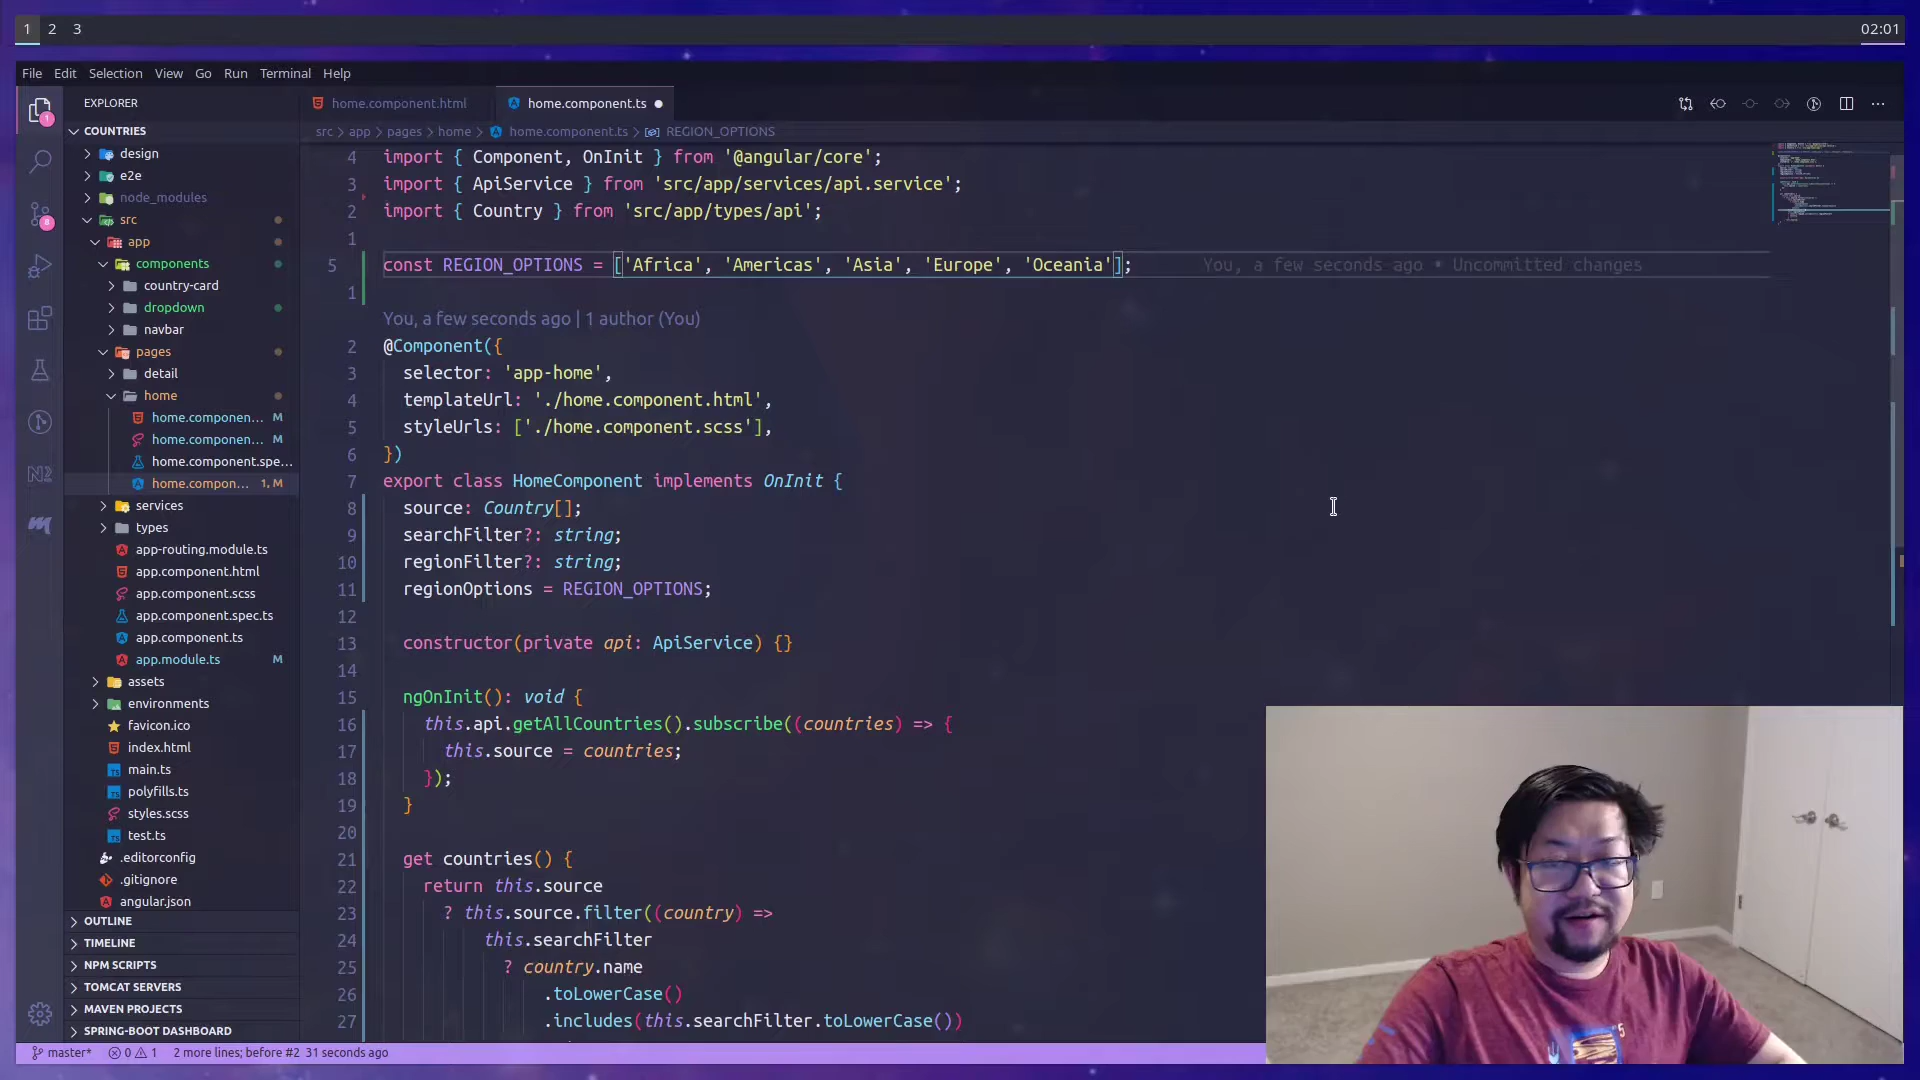 1 2 3
02:01
File Edit Selection View Go Run Terminal Help
EXPLORER
COUNTRIES
design
e2e
node_modules
src
app
components
country-card
dropdown
navbar
pages
detail
home
home.componen... M
home.componen... M
home.component.spe...
home.compon... 1, M
services
types
app-routing.module.ts
app.component.html
app.component.scss
app.component.spec.ts
app.component.ts
app.module.ts M
assets
environments
favicon.ico
index.html
main.ts
polyfills.ts
styles.scss
test.ts
.editorconfig
.gitignore
angular.json
OUTLINE
TIMELINE
NPM SCRIPTS
TOMCAT SERVERS
MAVEN PROJECTS
SPRING-BOOT DASHBOARD
1
8
home.component.html
home.component.ts
src > app > pages > home > home.component.ts > REGION_OPTIONS
4 import { Component, OnInit } from '@angular/core';
3 import { ApiService } from 'src/app/services/api.service';
2 import { Country } from 'src/app/types/api';
1
5 const REGION_OPTIONS = ['Africa', 'Americas', 'Asia', 'Europe', 'Oceania']; You, a few seconds ago • Uncommitted changes
1
You, a few seconds ago | 1 author (You)
2 @Component({
3 selector: 'app-home',
4 templateUrl: './home.component.html',
5 styleUrls: ['./home.component.scss'],
6 })
7 export class HomeComponent implements OnInit {
8 source: Country[];
9 searchFilter?: string;
10 regionFilter?: string;
11 regionOptions = REGION_OPTIONS;
12
13 constructor(private api: ApiService) {}
14
15 ngOnInit(): void {
16 this.api.getAllCountries().subscribe((countries) => {
17 this.source = countries;
18 });
19 }
20
21 get countries() {
22 return this.source
23 ? this.source.filter((country) =>
24 this.searchFilter
25 ? country.name
26 .toLowerCase()
27 .includes(this.searchFilter.toLowerCase())
master* 0 1 2 more lines; before #2 31 seconds ago